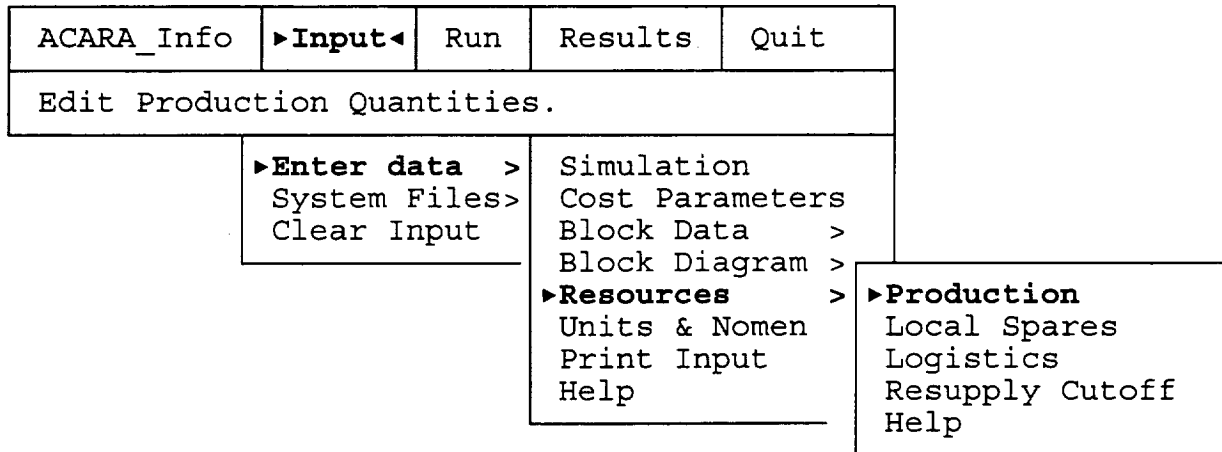 ACARA_Info ▸Input◂ Run Results Quit
Edit Production Quantities.
▸Enter data >
System Files>
Clear Input
Simulation
Cost Parameters
Block Data >
Block Diagram >
▸Resources >
Units & Nomen
Print Input
Help
▸Production
Local Spares
Logistics
Resupply Cutoff
Help